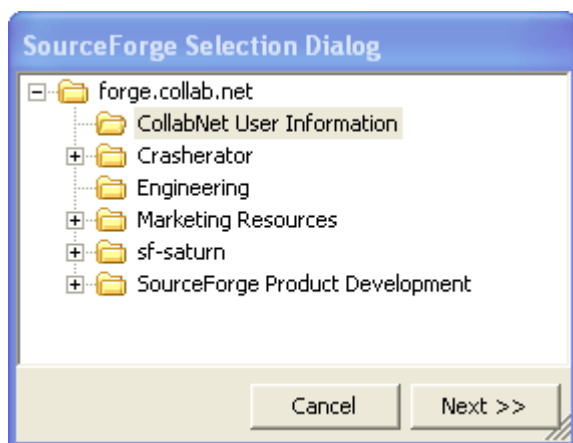 SourceForge Selection Dialog
forge.collab.net
CollabNet User Information
Crasherator
Engineering
Marketing Resources
sf-saturn
SourceForge Product Development
Cancel Next >>